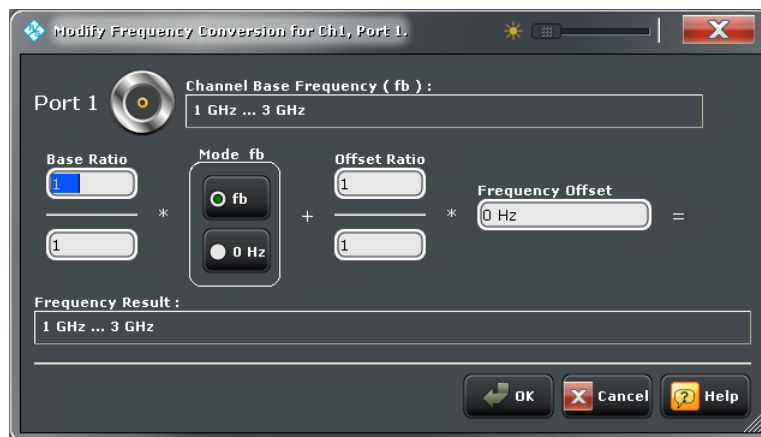 Modify Frequency Conversion for Ch1, Port 1.
X
Port 1
Channel Base Frequency ( fb ) :
1 GHz ... 3 GHz
Base Ratio
Mode fb
Offset Ratio
1
fb
1
Frequency Offset
* + * 0 Hz =
1
0 Hz
1
Frequency Result :
1 GHz ... 3 GHz
OK
X Cancel
? Help